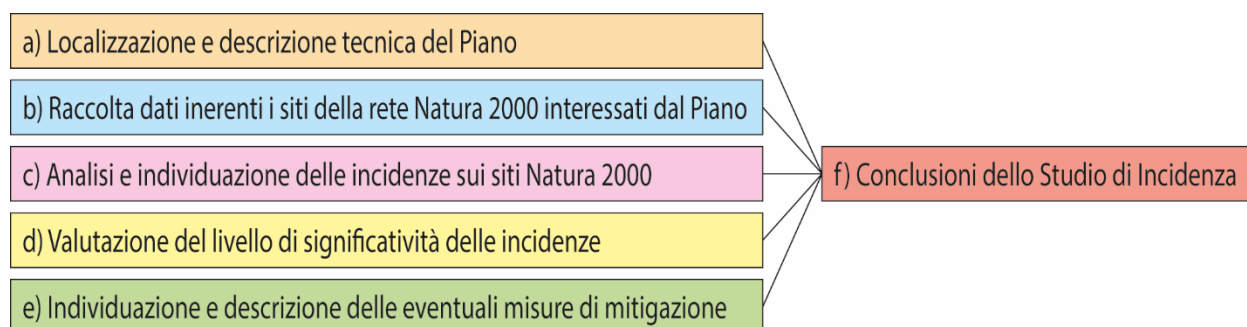 a) Localizzazione e descrizione tecnica del Piano
b) Raccolta dati inerenti i siti della rete Natura 2000 interessati dal Piano
c) Analisi e individuazione delle incidenze sui siti Natura 2000
d) Valutazione del livello di significatività delle incidenze
e) Individuazione e descrizione delle eventuali misure di mitigazione
f) Conclusioni dello Studio di Incidenza